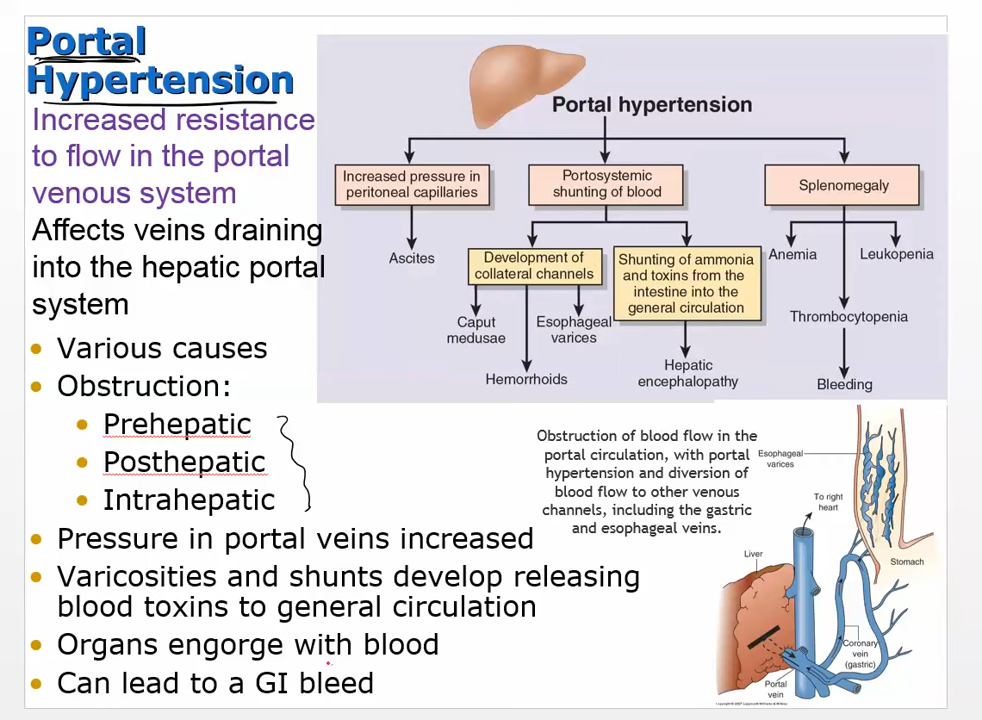 Portal
Hypertension
Increased resistance
to flow in the portal
venous system
Affects veins draining
into the hepatic portal
system
• Various causes
• Obstruction:
• Prehepatic
• Posthepatic
• Intrahepatic
• Pressure in portal veins increased
• Varicosities and shunts develop releasing
blood toxins to general circulation
• Organs engorge with blood
• Can lead to a GI bleed
Portal hypertension
Increased pressure in
peritoneal capillaries
Portosystemic
shunting of blood
Splenomegaly
Ascites
Development of
collateral channels
Shunting of ammonia
and toxins from the
intestine into the
general circulation
Anemia
Leukopenia
Thrombocytopenia
Caput
medusae
Esophageal
varices
Hemorrhoids
Hepatic
encephalopathy
Bleeding
Obstruction of blood flow in the
portal circulation, with portal
hypertension and diversion of
blood flow to other venous
channels, including the gastric
and esophageal veins.
Esophageal
varices
To right
heart
Liver
Stomach
Coronary
vein
(gastric)
Portal
vein